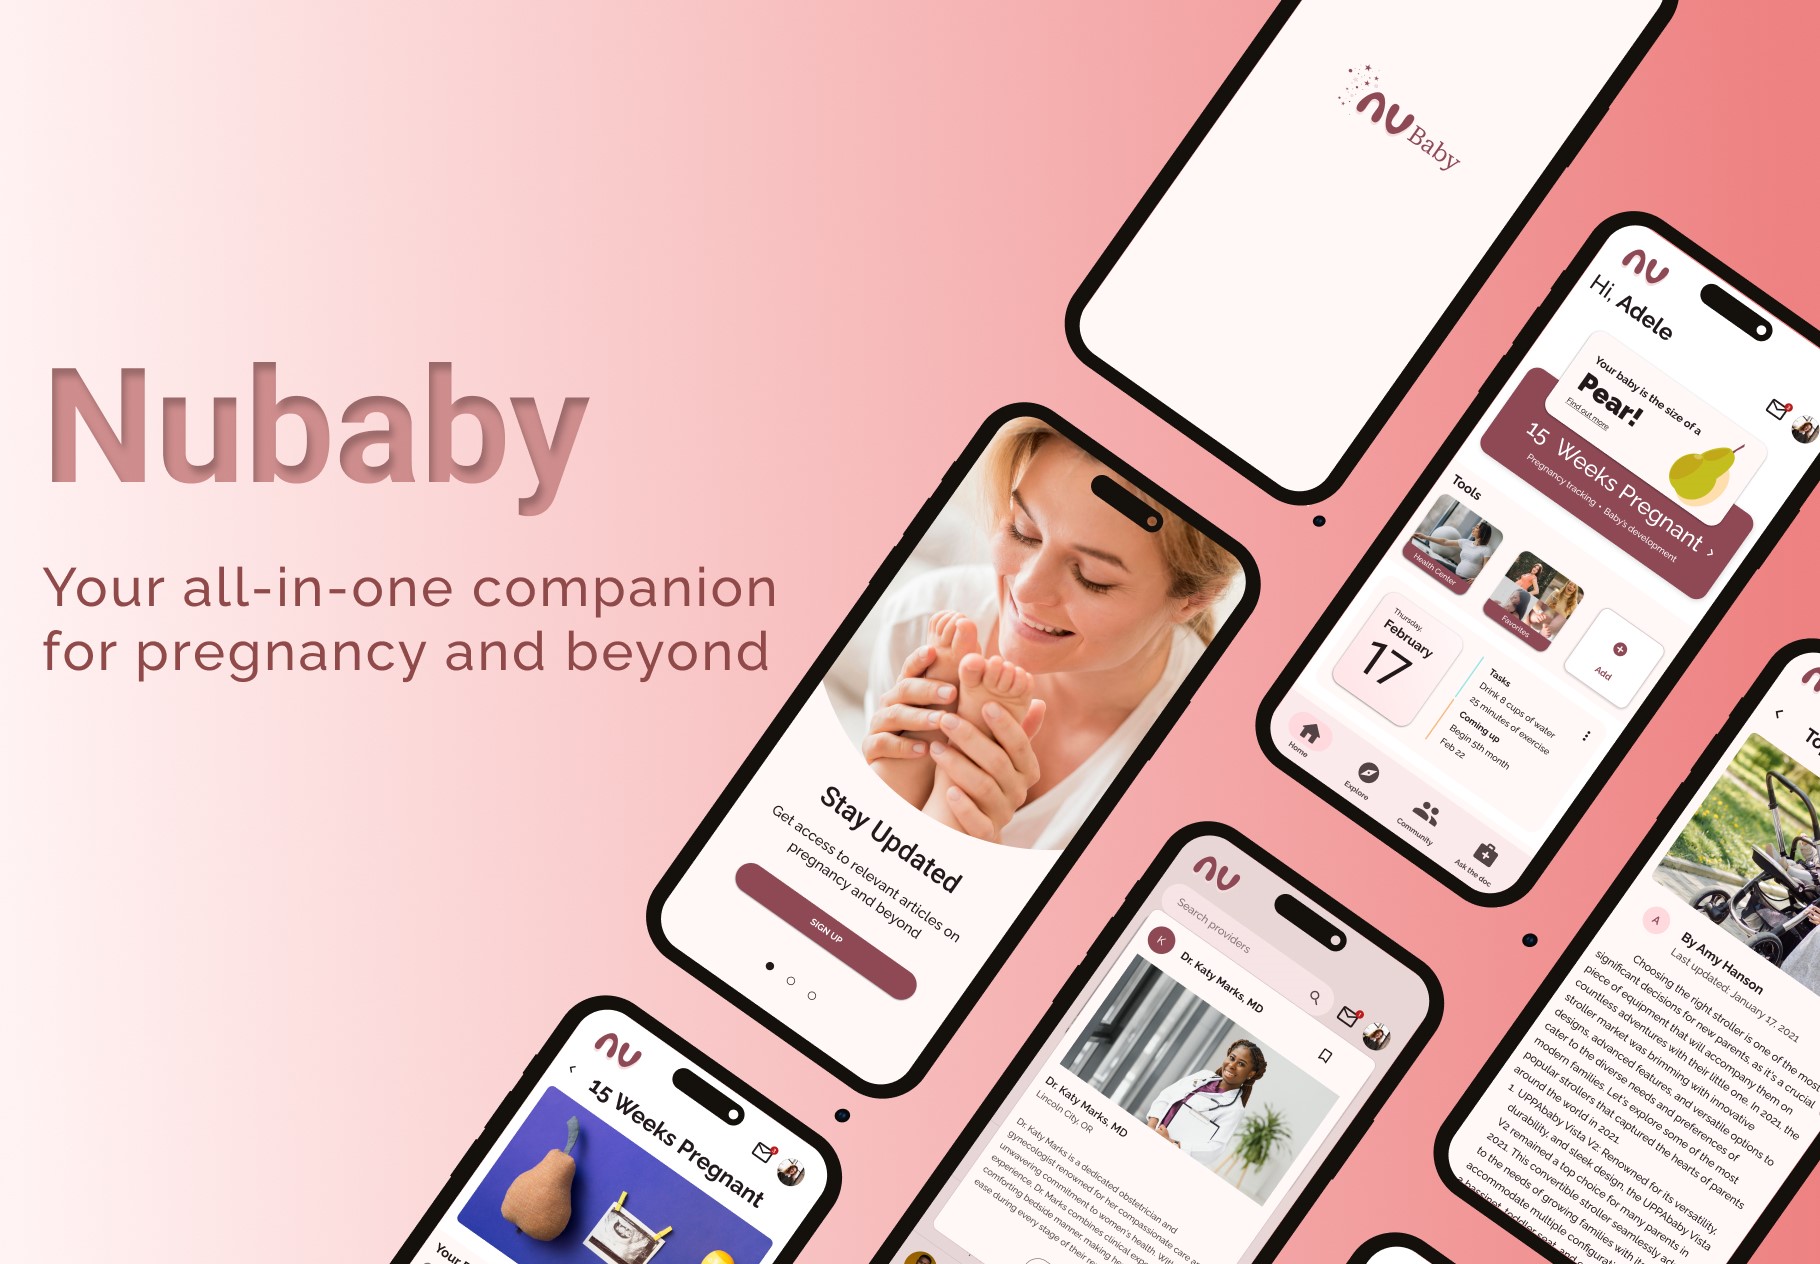 Nubaby
Your all-in-one companion
for pregnancy and beyond
nu Baby
nu
Hi, Adele
Your baby is the size of a
Pear!
Find out more
15 Weeks Pregnant
Pregnancy tracking • Baby's development
Tools
Health Center
Favorites
Add
Thursday,
February
17
Tasks
Drink 8 cups of water
25 minutes of exercise
Coming up
Begin 5th month
Feb 22
Home
Explore
Community
Ask the doc
Stay Updated
Get access to relevant articles on
pregnancy and beyond
SIGN UP
nu
Search providers
K
Dr. Katy Marks, MD
Dr. Katy Marks, MD
Lincoln City, OR
Dr Katy Marks is a dedicated obstetrician and
gynecologist renowned for her compassionate care a
unwavering commitment to women's health. With
experience, Dr. Marks combines clinical exp
comforting bedside manner, making he
ease during every stage of their re
nu
15 Weeks Pregnant
Your
A
By Amy Hanson
Last updated: January 17, 2021
Choosing the right stroller is one of the most
significant decisions for new parents, as it's a crucial
piece of equipment that will accompany them on
countless adventures with their little one. In 2021, the
stroller market was brimming with innovative
designs, advanced features, and versatile options to
cater to the diverse needs and preferences of
modern families. Let's explore some of the most
popular strollers that captured the hearts of parents
around the world in 2021.
1. UPPAbaby Vista V2: Renowned for its versatility,
durability, and sleek design, the UPPAbaby Vista
V2 remained a top choice for many parents in
2021. This convertible stroller seamlessly ad
to the needs of growing families with its
accommodate multiple configurati
a bassinet, toddler seat, and